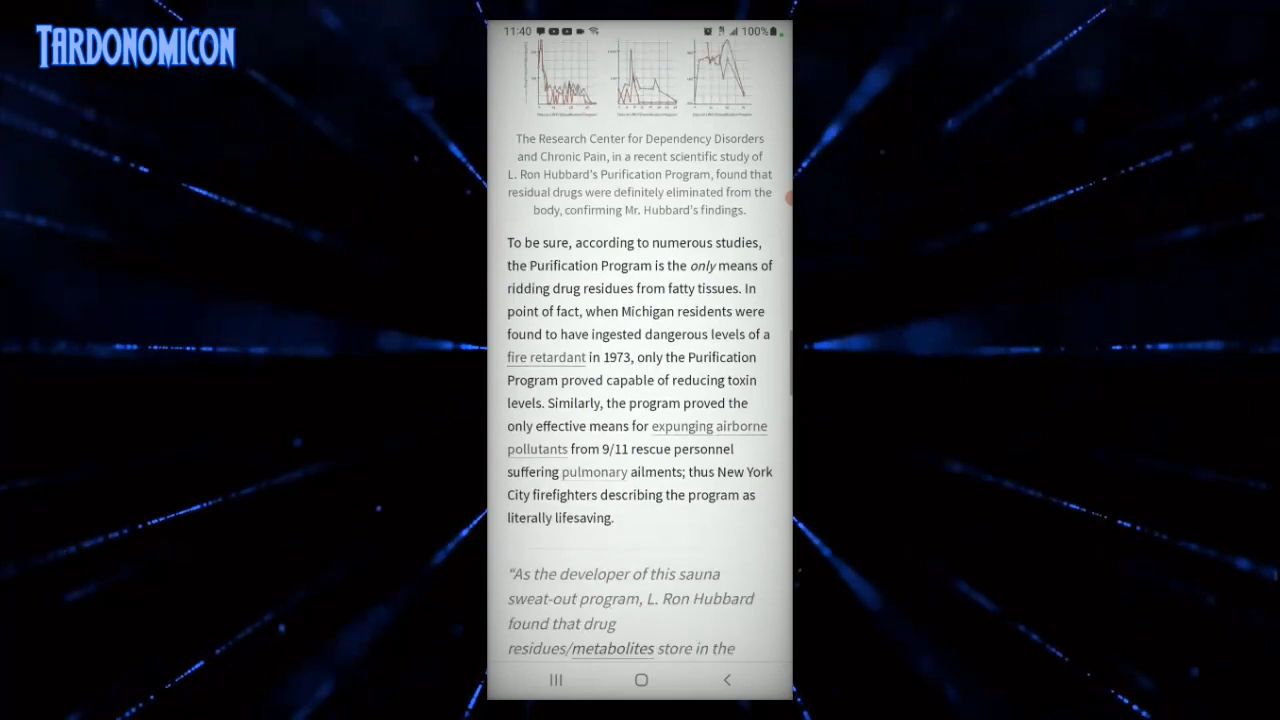 TARDONOMICON
11:40
100%
The Research Center for Dependency Disorders
and Chronic Pain, in a recent scientific study of
L. Ron Hubbard's Purification Program, found that
residual drugs were definitely eliminated from the
body, confirming Mr. Hubbard's findings.
To be sure, according to numerous studies,
the Purification Program is the only means of
ridding drug residues from fatty tissues. In
point of fact, when Michigan residents were
found to have ingested dangerous levels of a
fire retardant in 1973, only the Purification
Program proved capable of reducing toxin
levels. Similarly, the program proved the
only effective means for expunging airborne
pollutants from 9/11 rescue personnel
suffering pulmonary ailments; thus New York
City firefighters describing the program as
literally lifesaving.
“As the developer of this sauna
sweat-out program, L. Ron Hubbard
found that drug
residues/metabolites store in the